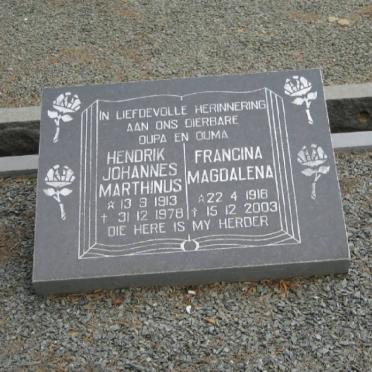 IN LIEFDEVOLLE HERINNERING
AAN ONS DIERBARE
OUPA EN OUMA
HENDRIK
JOHANNES
MARTHINUS
☆ 13 9 1913
† 31 12 1978
FRANCINA
MAGDALENA
☆ 22 4 1916
† 15 12 2003
DIE HERE IS MY HERDER